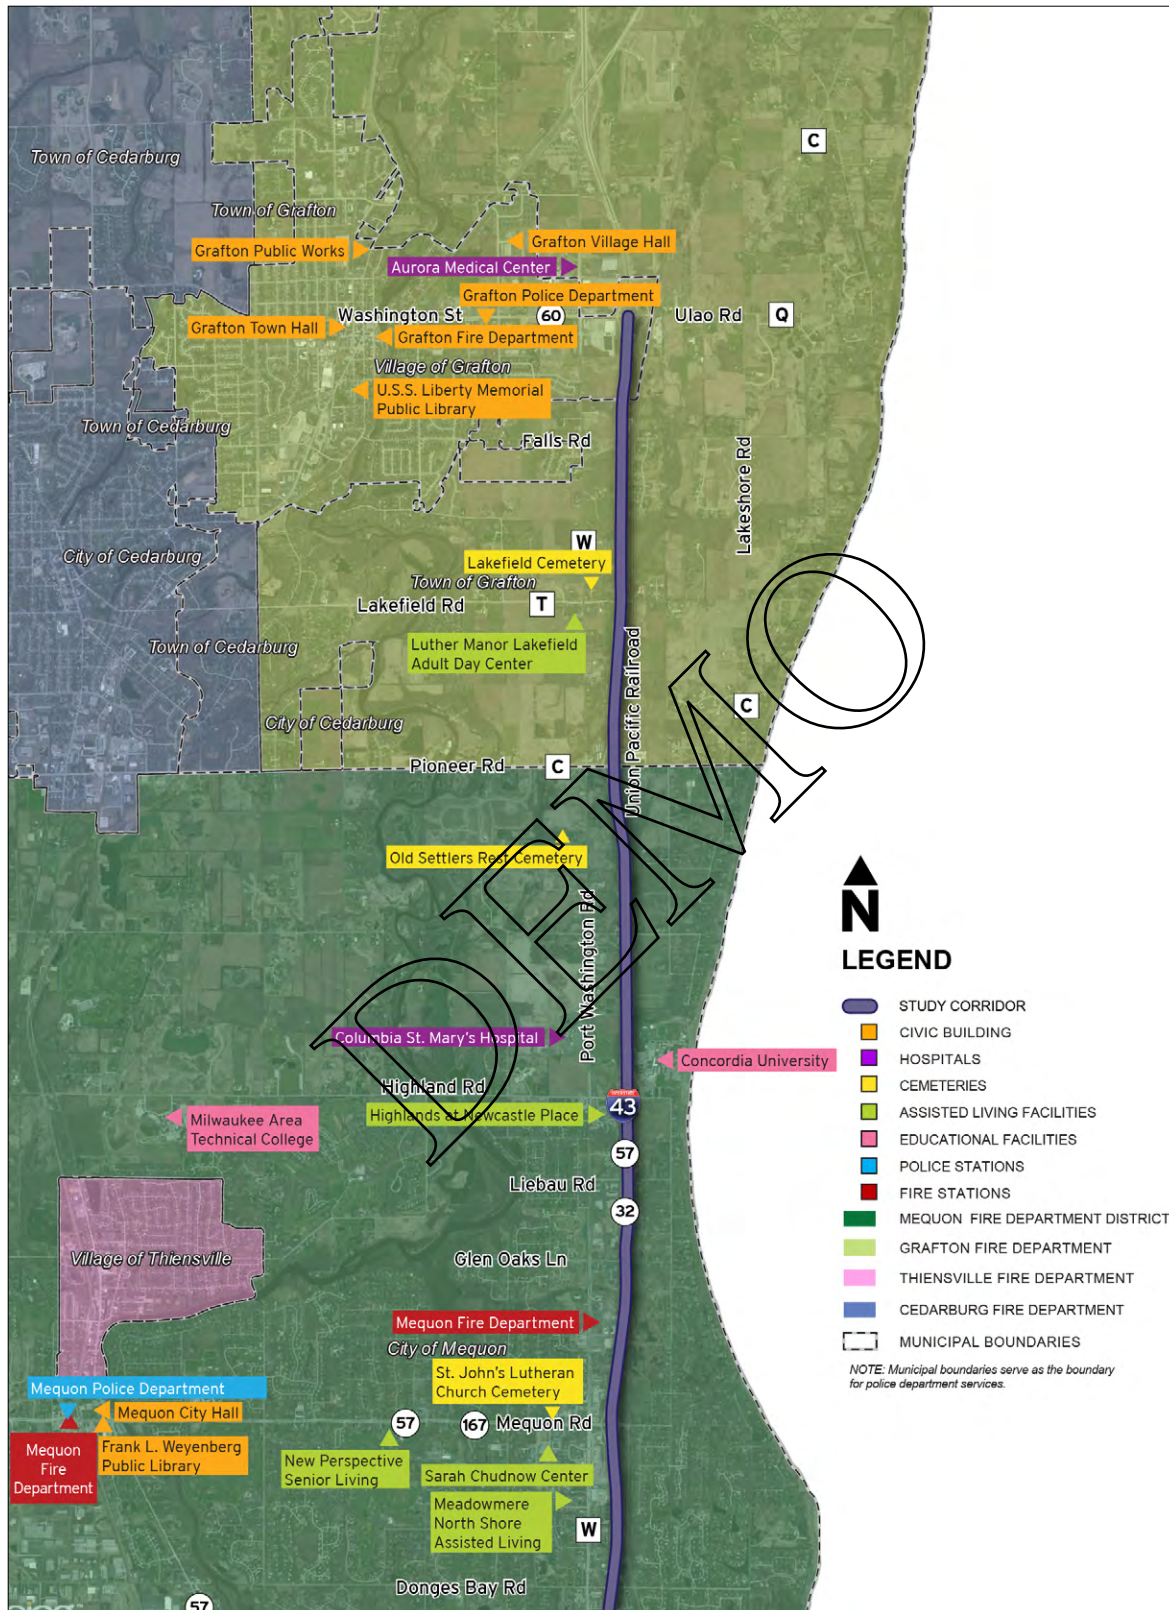 C
Town of Cedarburg
Town of Grafton
Grafton Public Works
Grafton Village Hall
Aurora Medical Center
Grafton Police Department
Washington St
60
Ulao Rd
Q
Grafton Town Hall
Grafton Fire Department
Village of Grafton
U.S.S. Liberty Memorial
Public Library
Town of Cedarburg
Falls Rd
Lakeshore Rd
City of Cedarburg
W
Lakefield Cemetery
Town of Grafton
Lakefield Rd
T
Luther Manor Lakefield
Adult Day Center
Town of Cedarburg
Union Pacific Railroad
City of Cedarburg
C
Pioneer Rd
C
Old Settlers Rest Cemetery
Port Washington Rd
DEMO
N
LEGEND
STUDY CORRIDOR
CIVIC BUILDING
HOSPITALS
CEMETERIES
ASSISTED LIVING FACILITIES
EDUCATIONAL FACILITIES
POLICE STATIONS
FIRE STATIONS
MEQUON FIRE DEPARTMENT DISTRICT
GRAFTON FIRE DEPARTMENT
THIENSVILLE FIRE DEPARTMENT
CEDARBURG FIRE DEPARTMENT
MUNICIPAL BOUNDARIES
NOTE: Municipal boundaries serve as the boundary
for police department services.
Columbia St. Mary's Hospital
Concordia University
Highland Rd
Highlands at Newcastle Place
43
Milwaukee Area
Technical College
57
Liebau Rd
32
Village of Thiensville
Glen Oaks Ln
Mequon Fire Department
City of Mequon
St. John's Lutheran
Church Cemetery
Mequon Police Department
Mequon City Hall
57
167
Mequon Rd
Mequon
Fire
Department
Frank L. Weyenberg
Public Library
New Perspective
Senior Living
Sarah Chudnow Center
Meadowmere
North Shore
Assisted Living
W
Donges Bay Rd
57